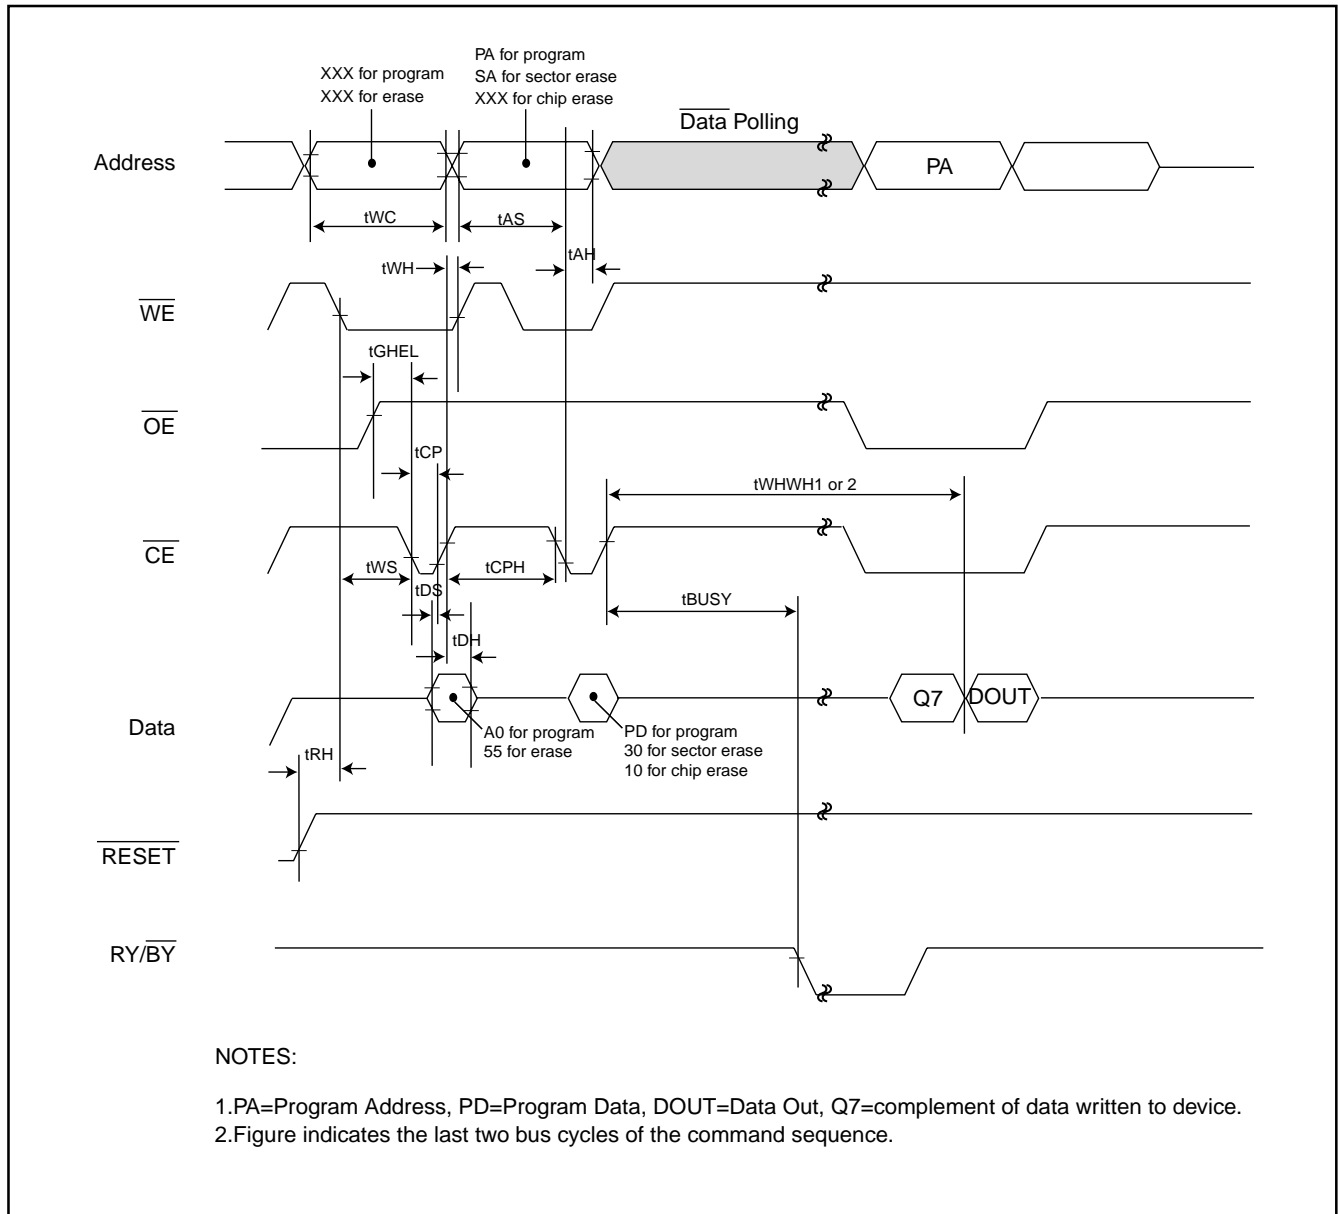 PA for program
SA for sector erase
XXX for chip erase
XXX for program
XXX for erase
Data Polling
Address
PA
tWC
tAS
tAH
tWH
WE
tGHEL
OE
tCP
tWHWH1 or 2
CE
tWS
tCPH
tDS
tBUSY
tDH
Q7
DOUT
Data
A0 for program
55 for erase
PD for program
30 for sector erase
10 for chip erase
tRH
RESET
RY/BY
NOTES:
1.PA=Program Address, PD=Program Data, DOUT=Data Out, Q7=complement of data written to device.
2.Figure indicates the last two bus cycles of the command sequence.